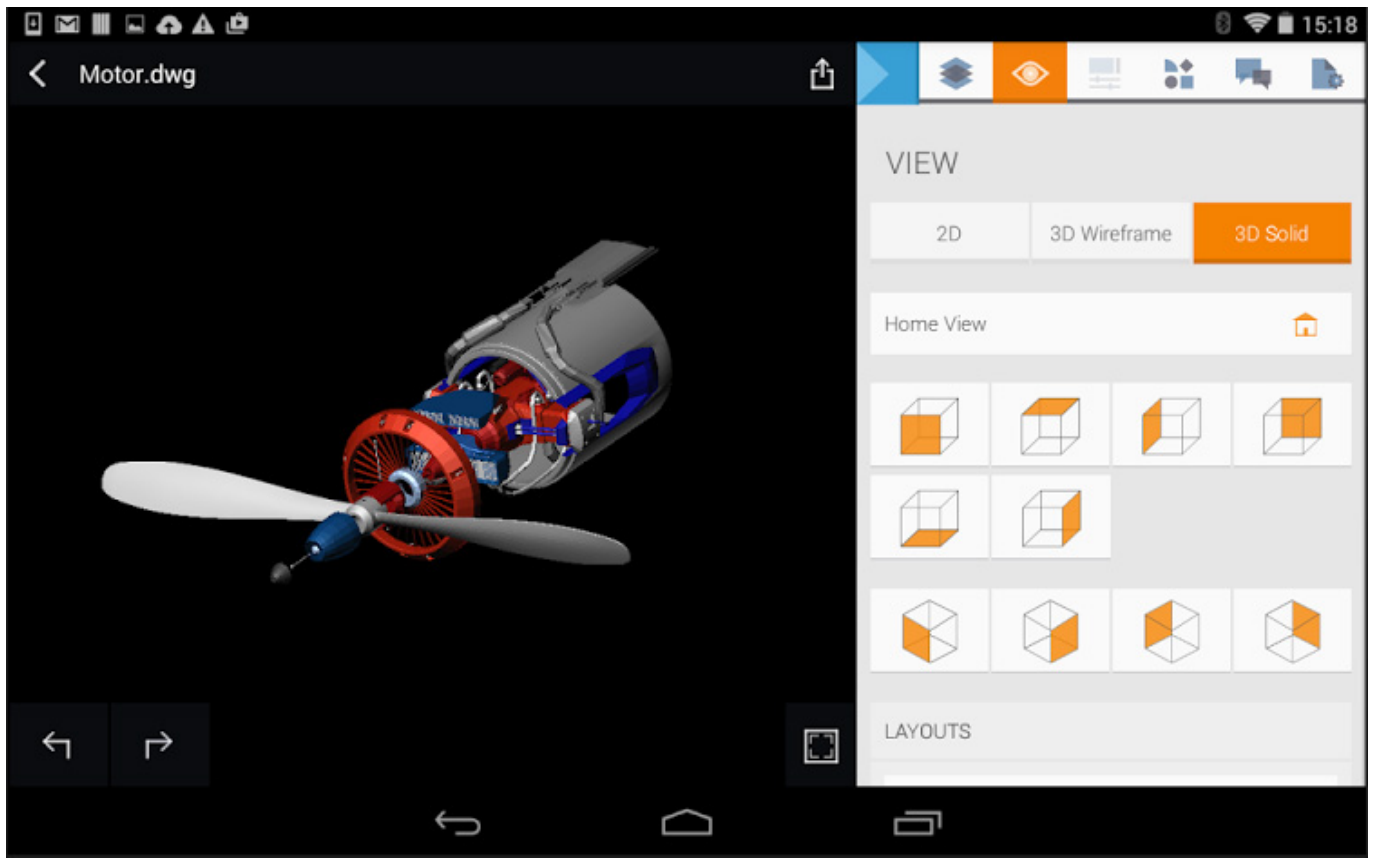 15:18
Motor.dwg
VIEW
2D
3D Wireframe
3D Solid
Home View
LAYOUTS